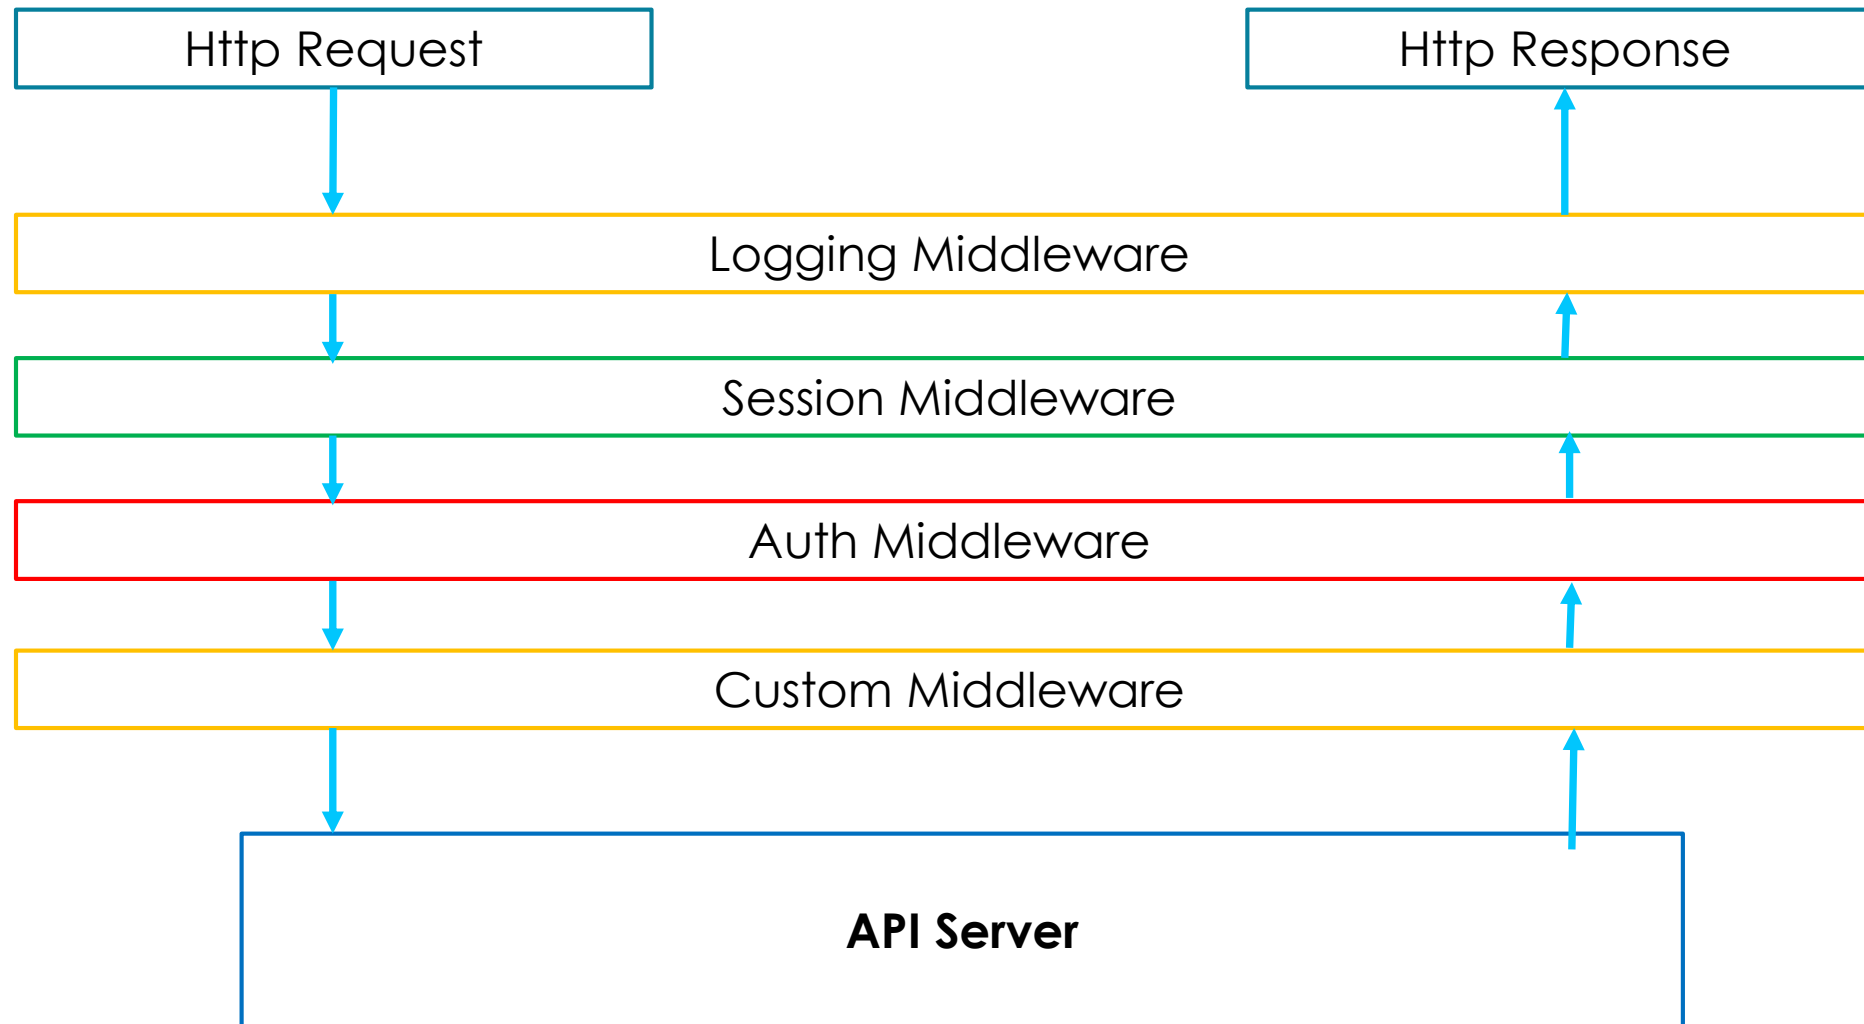 Http Request
Http Response
Logging Middleware
Session Middleware
Auth Middleware
Custom Middleware
API Server